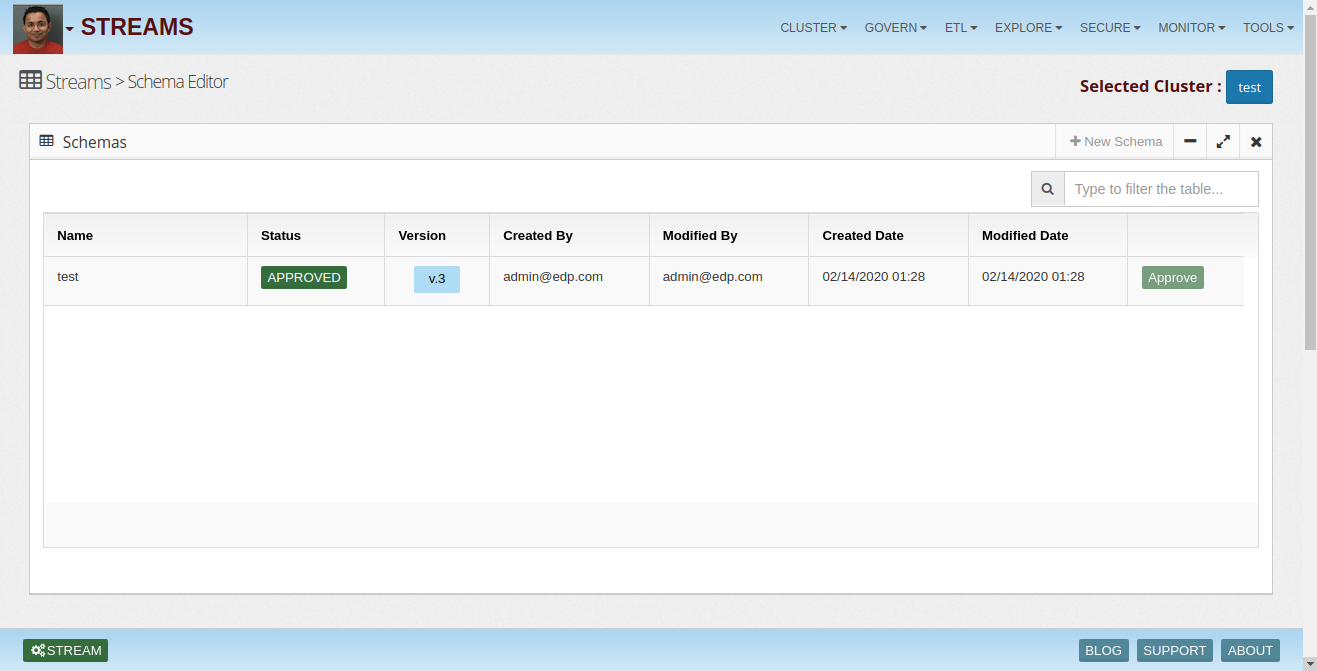 STREAMS CLUSTER GOVERN ETL EXPLORE SECURE MONITOR TOOLS
Streams > Schema Editor
Selected Cluster : test
Schemas
New Schema
Type to filter the table...
Name Status Version Created By Modified By Created Date Modified Date
test APPROVED v.3 admin@edp.com admin@edp.com 02/14/2020 01:28 02/14/2020 01:28 Approve
STREAM BLOG SUPPORT ABOUT